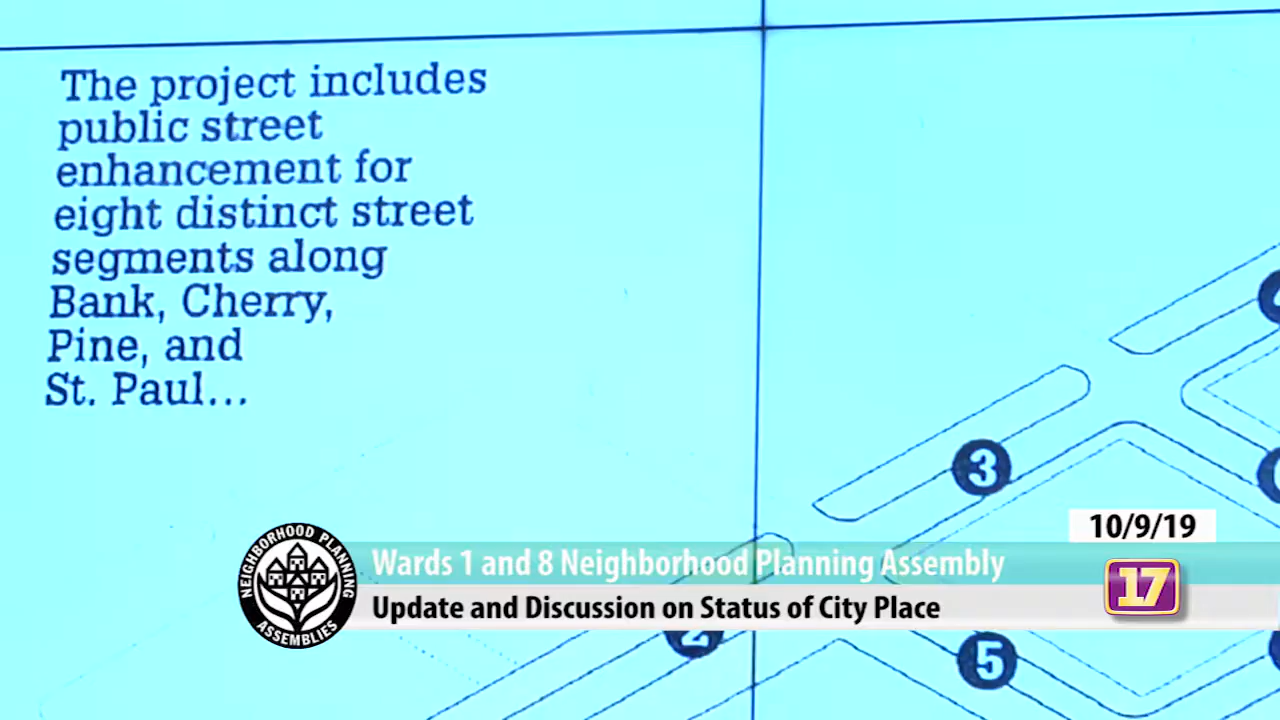 The project includes
public street
enhancement for
eight distinct street
segments along
Bank, Cherry,
Pine, and
St. Paul...
3
10/9/19
NEIGHBORHOOD PLANNING
ASSEMBLIES
Wards 1 and 8 Neighborhood Planning Assembly
17
Update and Discussion on Status of City Place
2
5